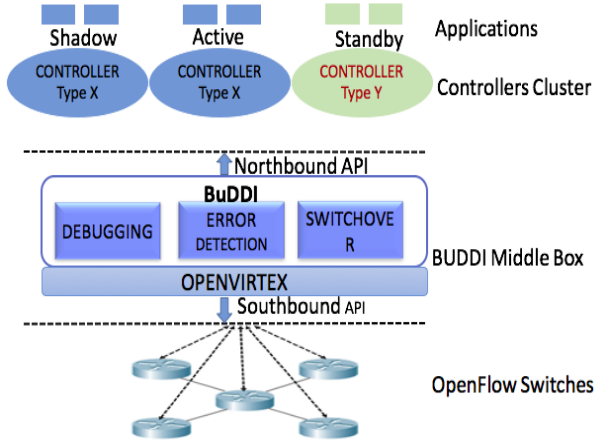 Applications
Shadow
Active
Standby
CONTROLLER
Type X
CONTROLLER
Type X
CONTROLLER
Type Y
Controllers Cluster
Northbound API
BuDDI
DEBUGGING
ERROR
DETECTION
SWITCHOVE
R
BUDDI Middle Box
OPENVIRTEX
Southbound API
OpenFlow Switches